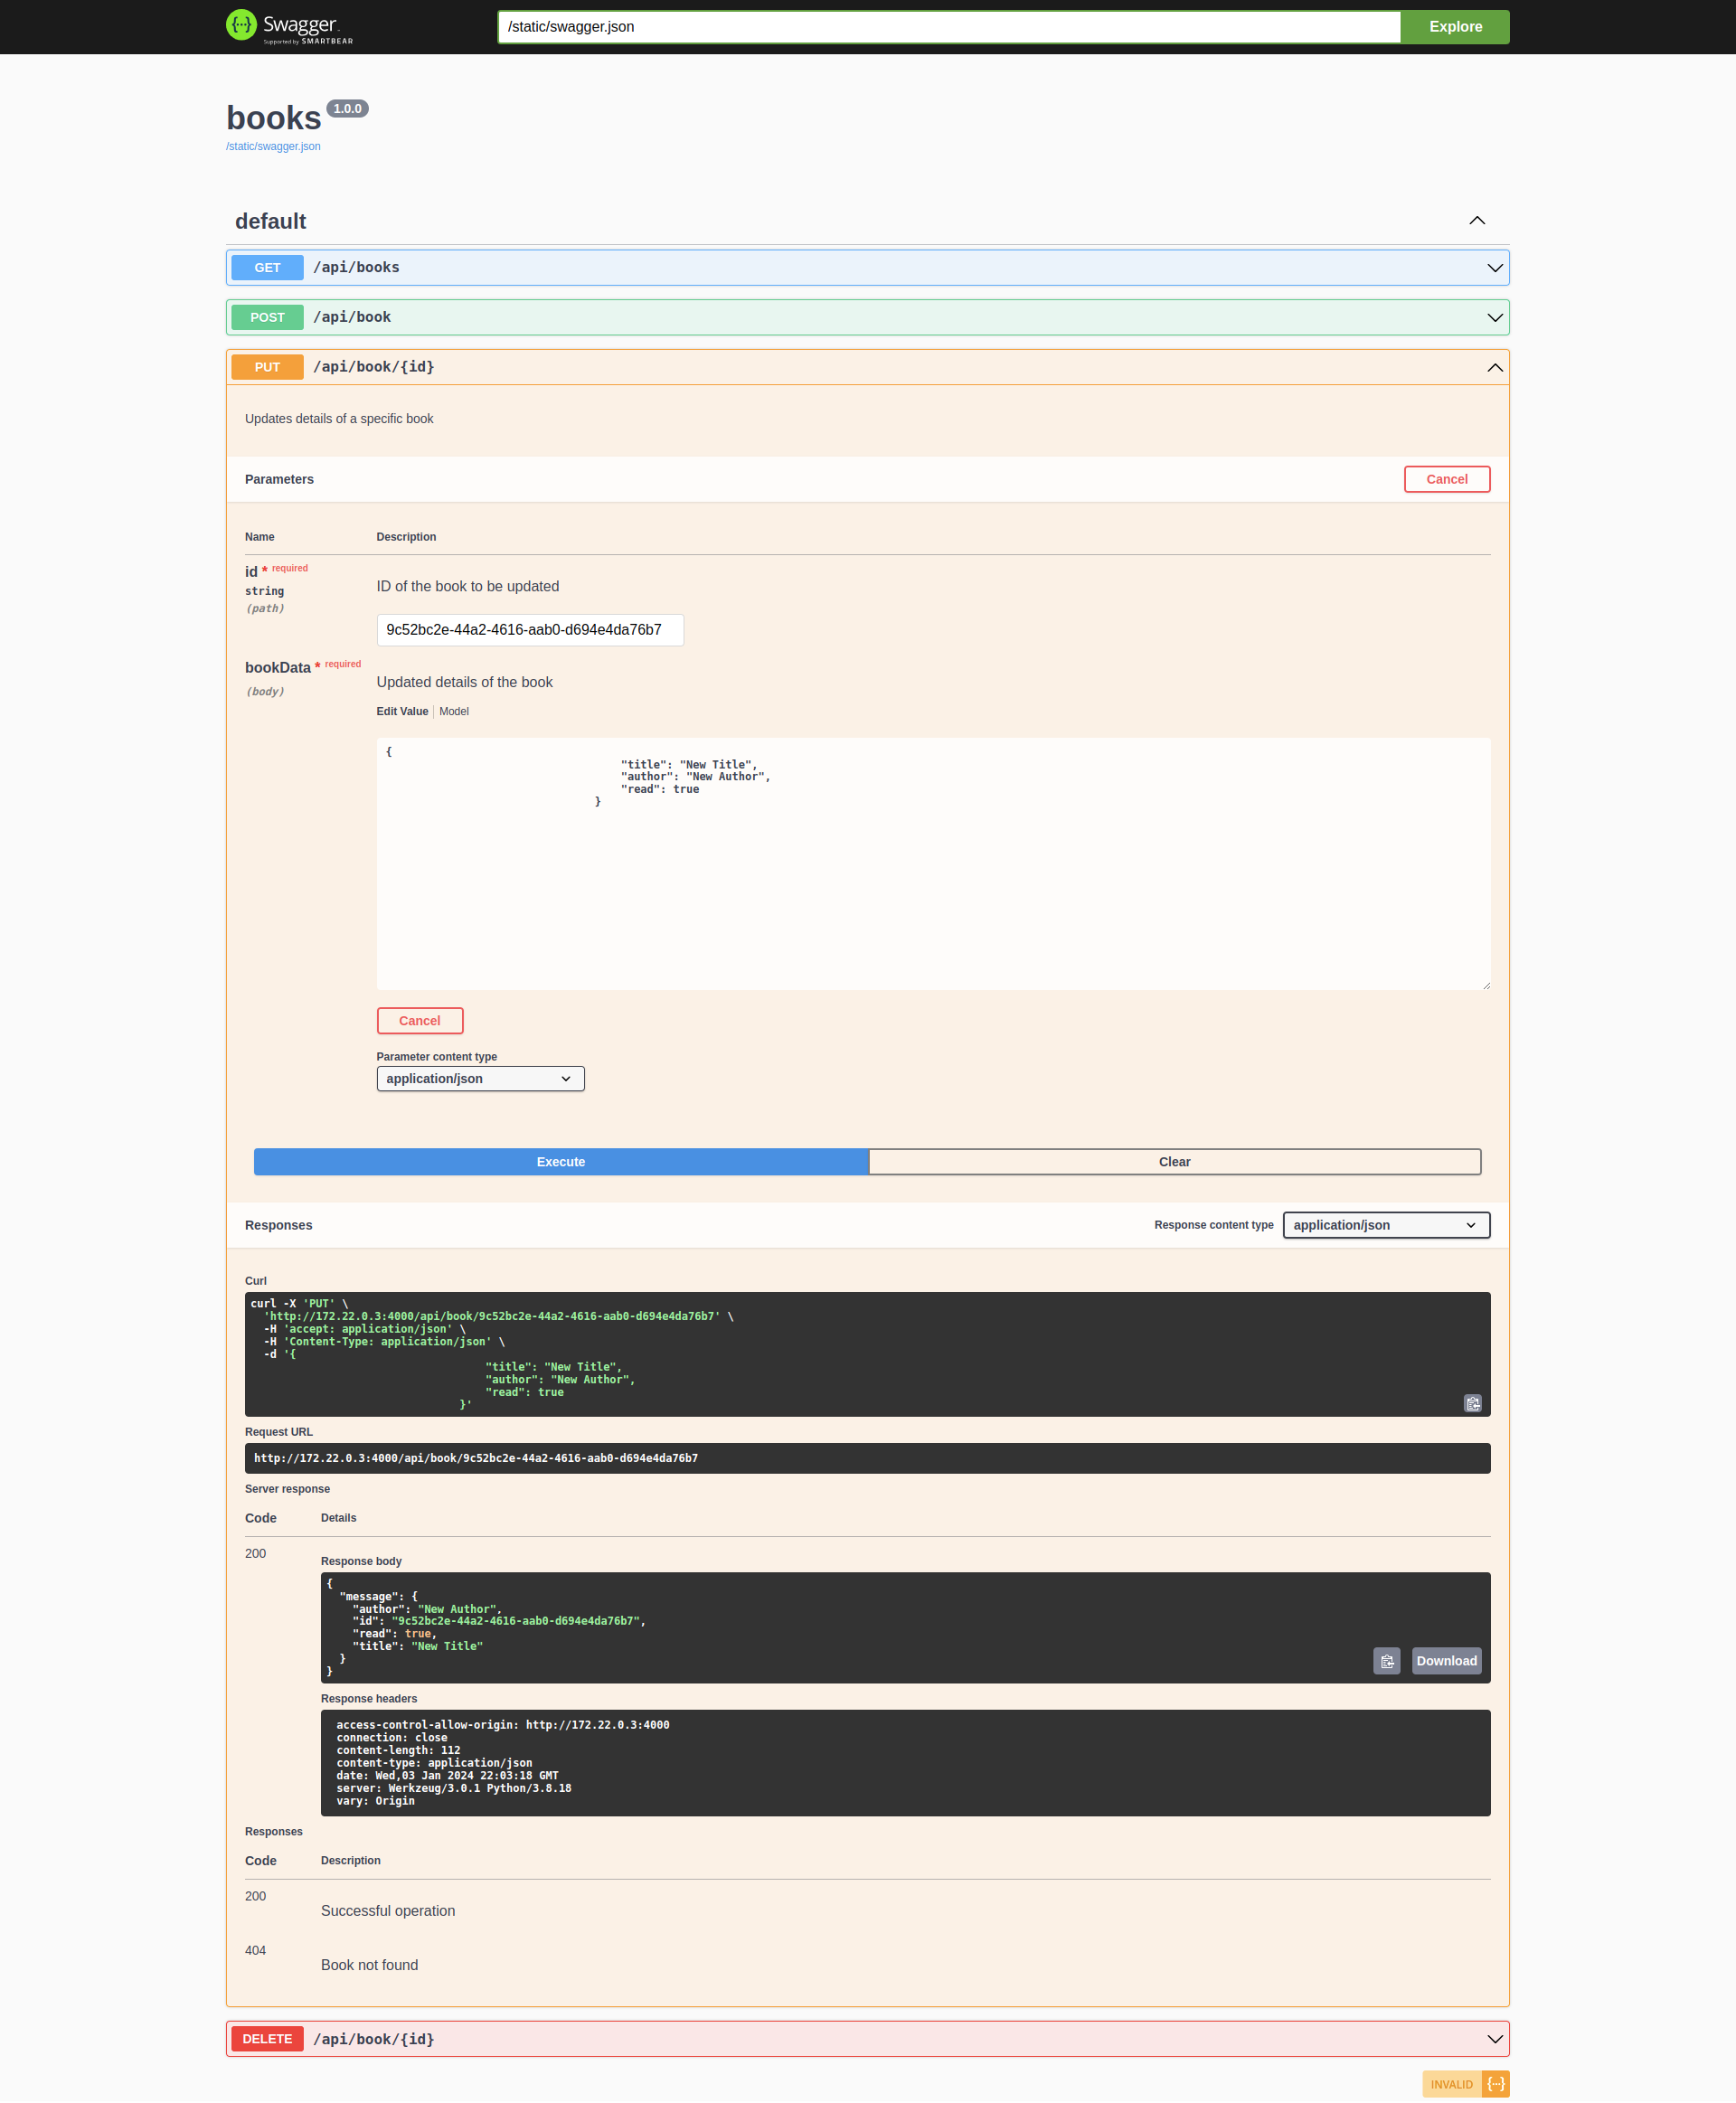 Swagger
Supported by SMARTBEAR
/static/swagger.json
Explore
books 1.0.0
/static/swagger.json
default
GET /api/books
POST /api/book
PUT /api/book/{id}
Updates details of a specific book
Parameters
Cancel
Name Description
id * required
string
(path)
ID of the book to be updated
9c52bc2e-44a2-4616-aab0-d694e4da76b7
bookData * required
(body)
Updated details of the book
Edit Value Model
{
"title": "New Title",
"author": "New Author",
"read": true
}
Cancel
Parameter content type
application/json
Execute Clear
Responses Response content type application/json
Curl
curl -X 'PUT' \
'http://172.22.0.3:4000/api/book/9c52bc2e-44a2-4616-aab0-d694e4da76b7' \
-H 'accept: application/json' \
-H 'Content-Type: application/json' \
-d '{
"title": "New Title",
"author": "New Author",
"read": true
}'
Request URL
http://172.22.0.3:4000/api/book/9c52bc2e-44a2-4616-aab0-d694e4da76b7
Server response
Code Details
200
Response body
{
"message": {
"author": "New Author",
"id": "9c52bc2e-44a2-4616-aab0-d694e4da76b7",
"read": true,
"title": "New Title"
}
}
Download
Response headers
access-control-allow-origin: http://172.22.0.3:4000
connection: close
content-length: 112
content-type: application/json
date: Wed,03 Jan 2024 22:03:18 GMT
server: Werkzeug/3.0.1 Python/3.8.18
vary: Origin
Responses
Code Description
200
Successful operation
404
Book not found
DELETE /api/book/{id}
INVALID {...}